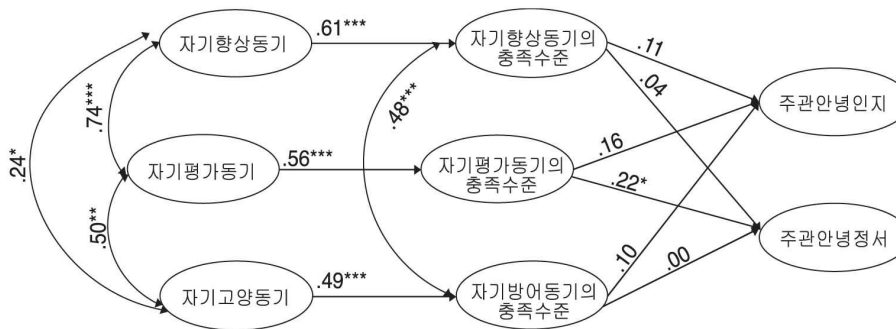 자기향상동기
.61***
자기향상동기의
충족수준
.11
.04
주관안녕인지
.74***
.48***
.24*
자기평가동기
.56***
자기평가동기의
충족수준
.16
.22*
주관안녕정서
.50**
자기고양동기
.49***
자기방어동기의
충족수준
.10
.00